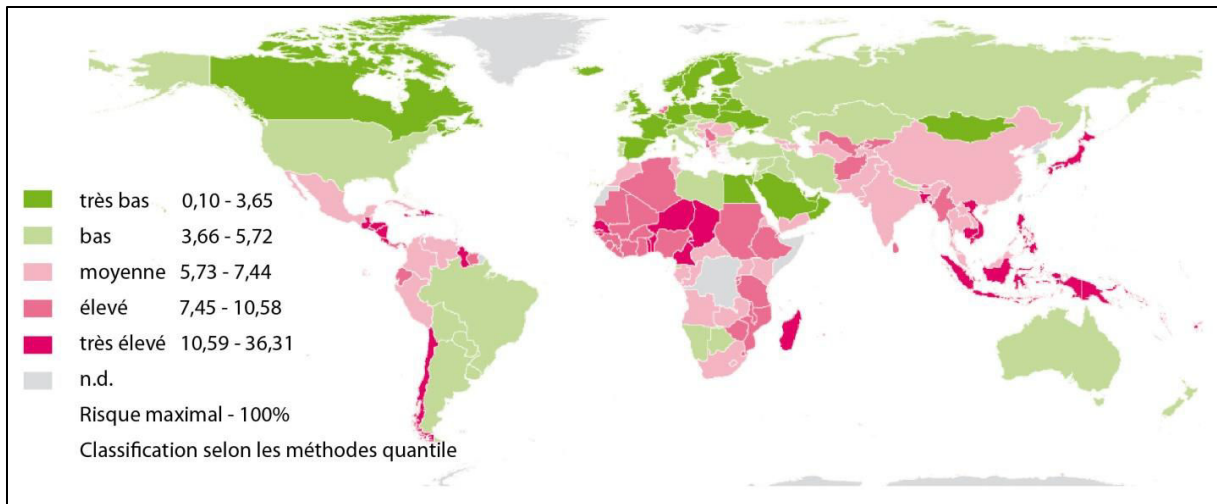 très bas 0,10 - 3,65
bas 3,66 - 5,72
moyenne 5,73 - 7,44
élevé 7,45 - 10,58
très élevé 10,59 - 36,31
n.d.
Risque maximal - 100%
Classification selon les méthodes quantile